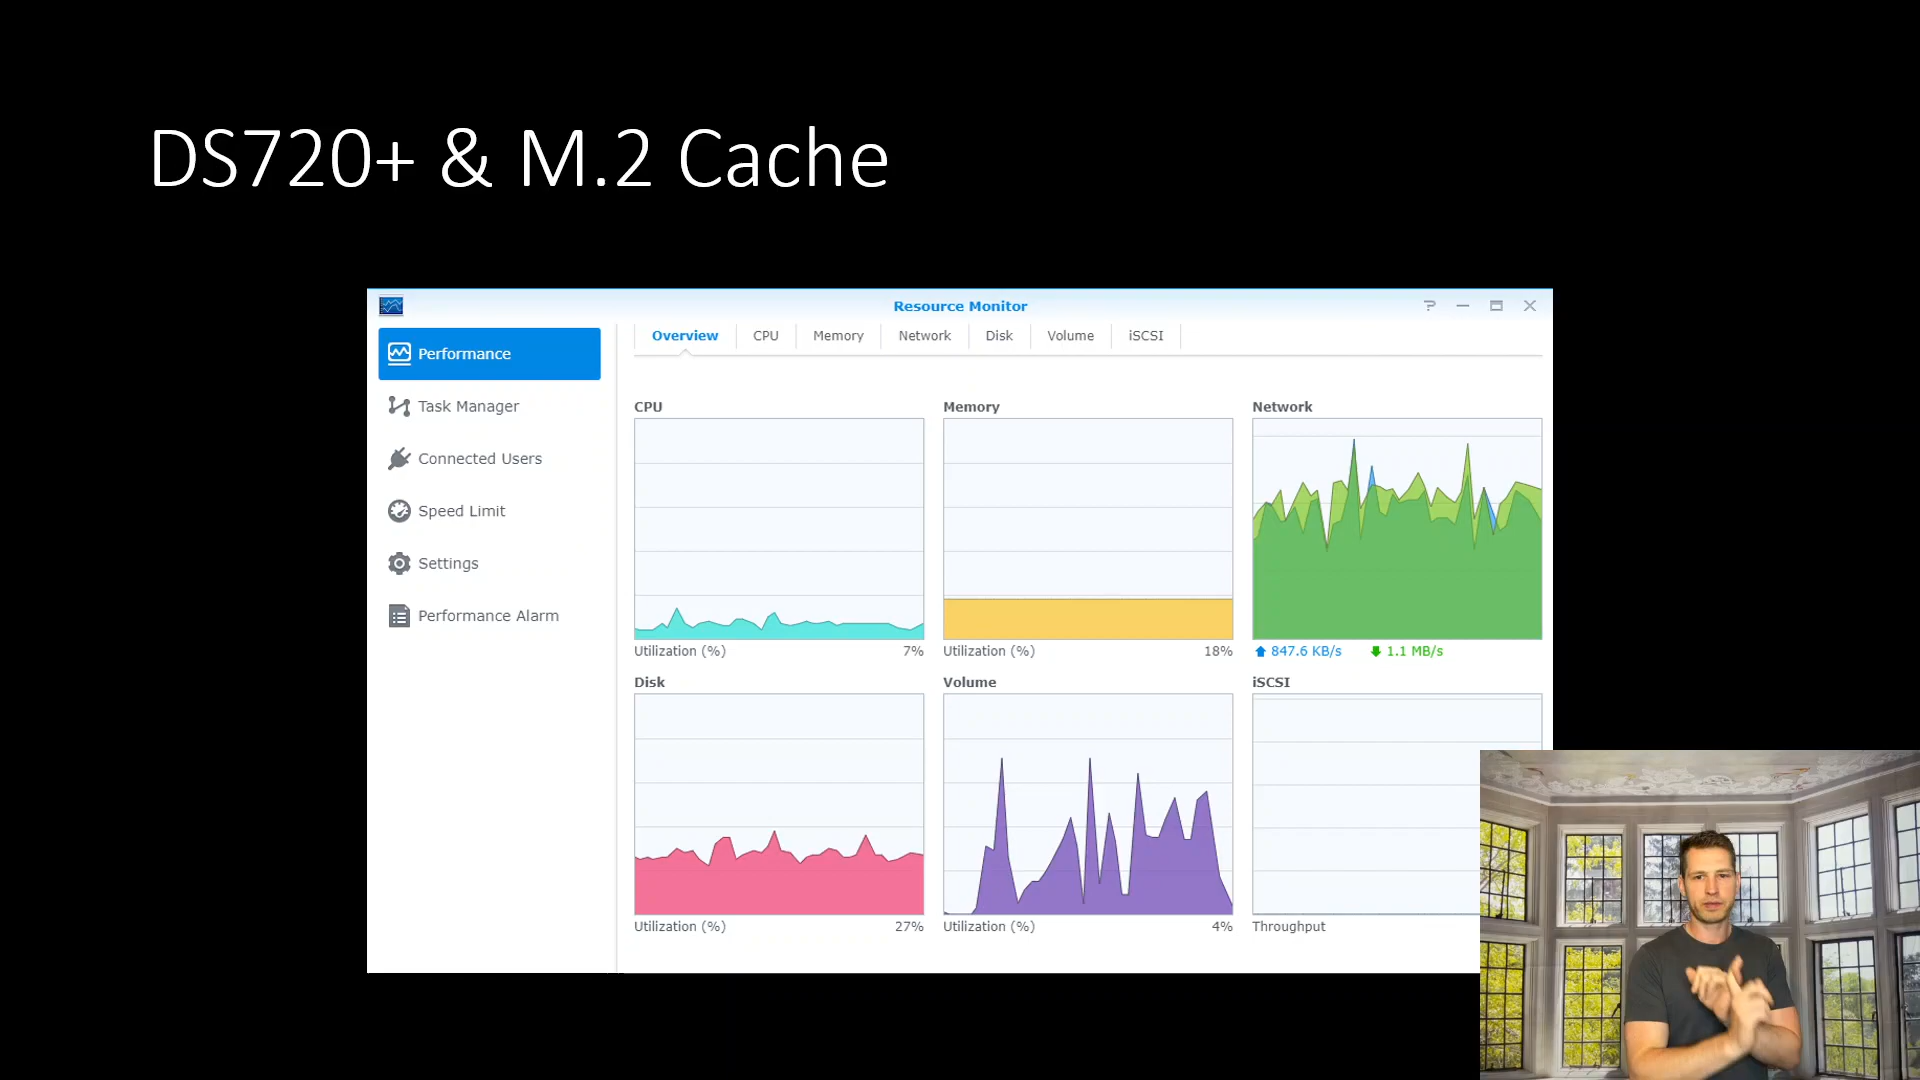 DS720+ & M.2 Cache
Resource Monitor
Performance
Task Manager
Connected Users
Speed Limit
Settings
Performance Alarm
Overview CPU Memory Network Disk Volume iSCSI
CPU Memory Network
Utilization (%) 7% Utilization (%) 18% 847.6 KB/s 1.1 MB/s
Disk Volume iSCSI
Utilization (%) 27% Utilization (%) 4% Throughput